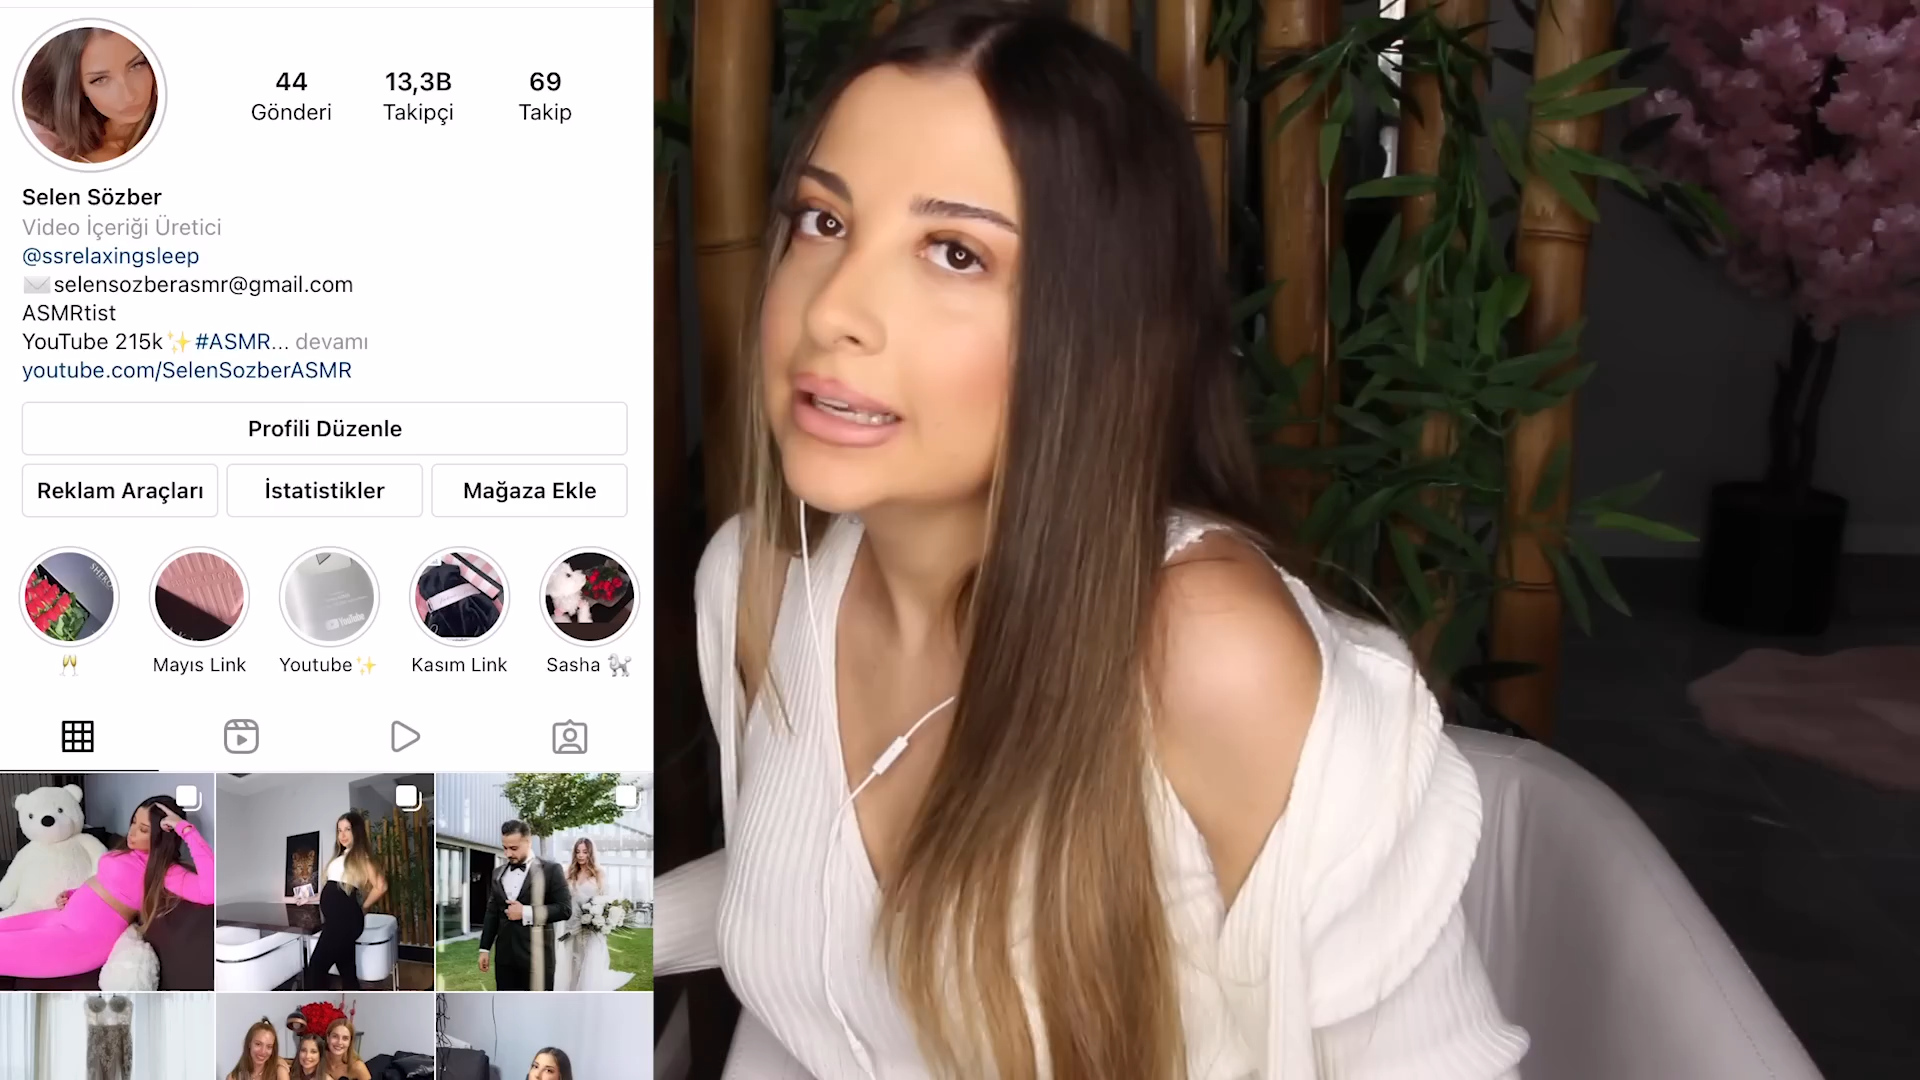 44
13,3B
69
Gönderi
Takipçi
Takip
Selen Sözber
Video İçeriği Üretici
@ssrelaxingsleep
✉️selensozberasmr@gmail.com
ASMRtist
YouTube 215k✨#ASMR... devamı
youtube.com/SelenSozberASMR
Profili Düzenle
Reklam Araçları
İstatistikler
Mağaza Ekle
YouTube
🥂
Mayıs Link
Youtube✨
Kasım Link
Sasha 🐩